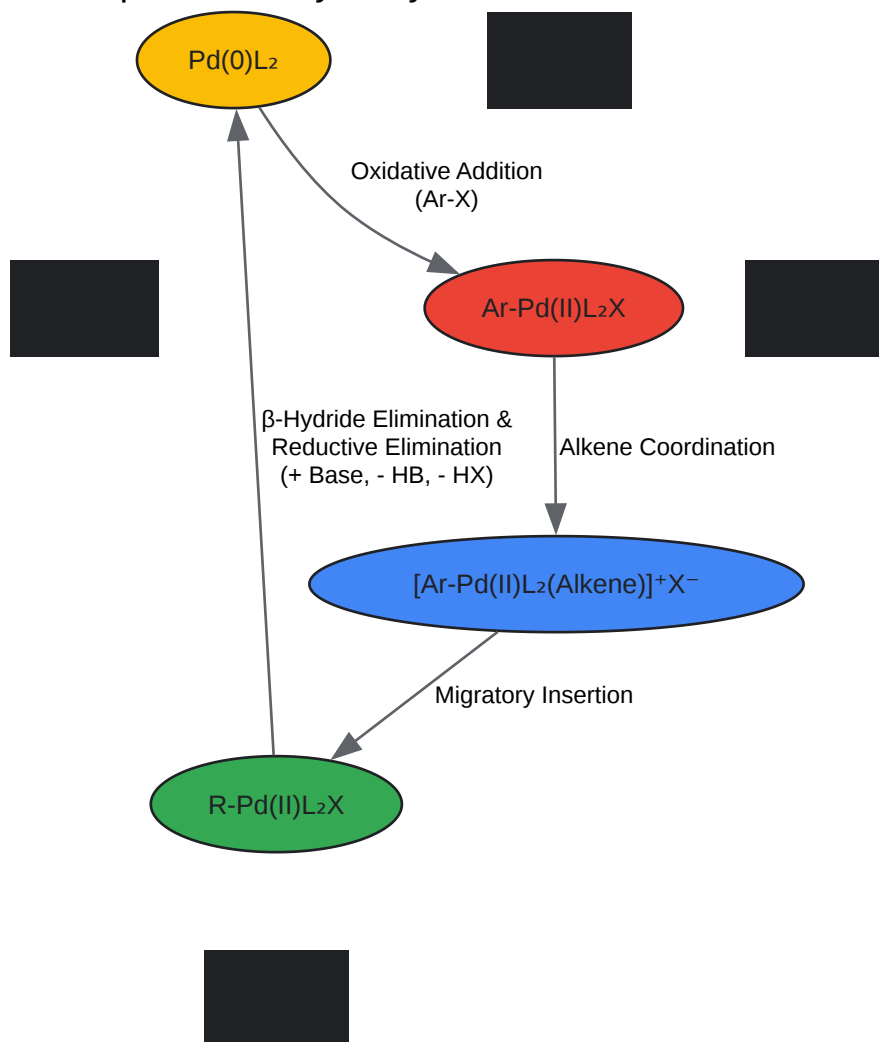 Pd(0)L₂
Oxidative Addition
(Ar-X)
Ar-Pd(II)L₂X
β-Hydride Elimination &
Reductive Elimination
(+ Base, - HB, - HX)
Alkene Coordination
[Ar-Pd(II)L₂(Alkene)]⁺X⁻
Migratory Insertion
R-Pd(II)L₂X